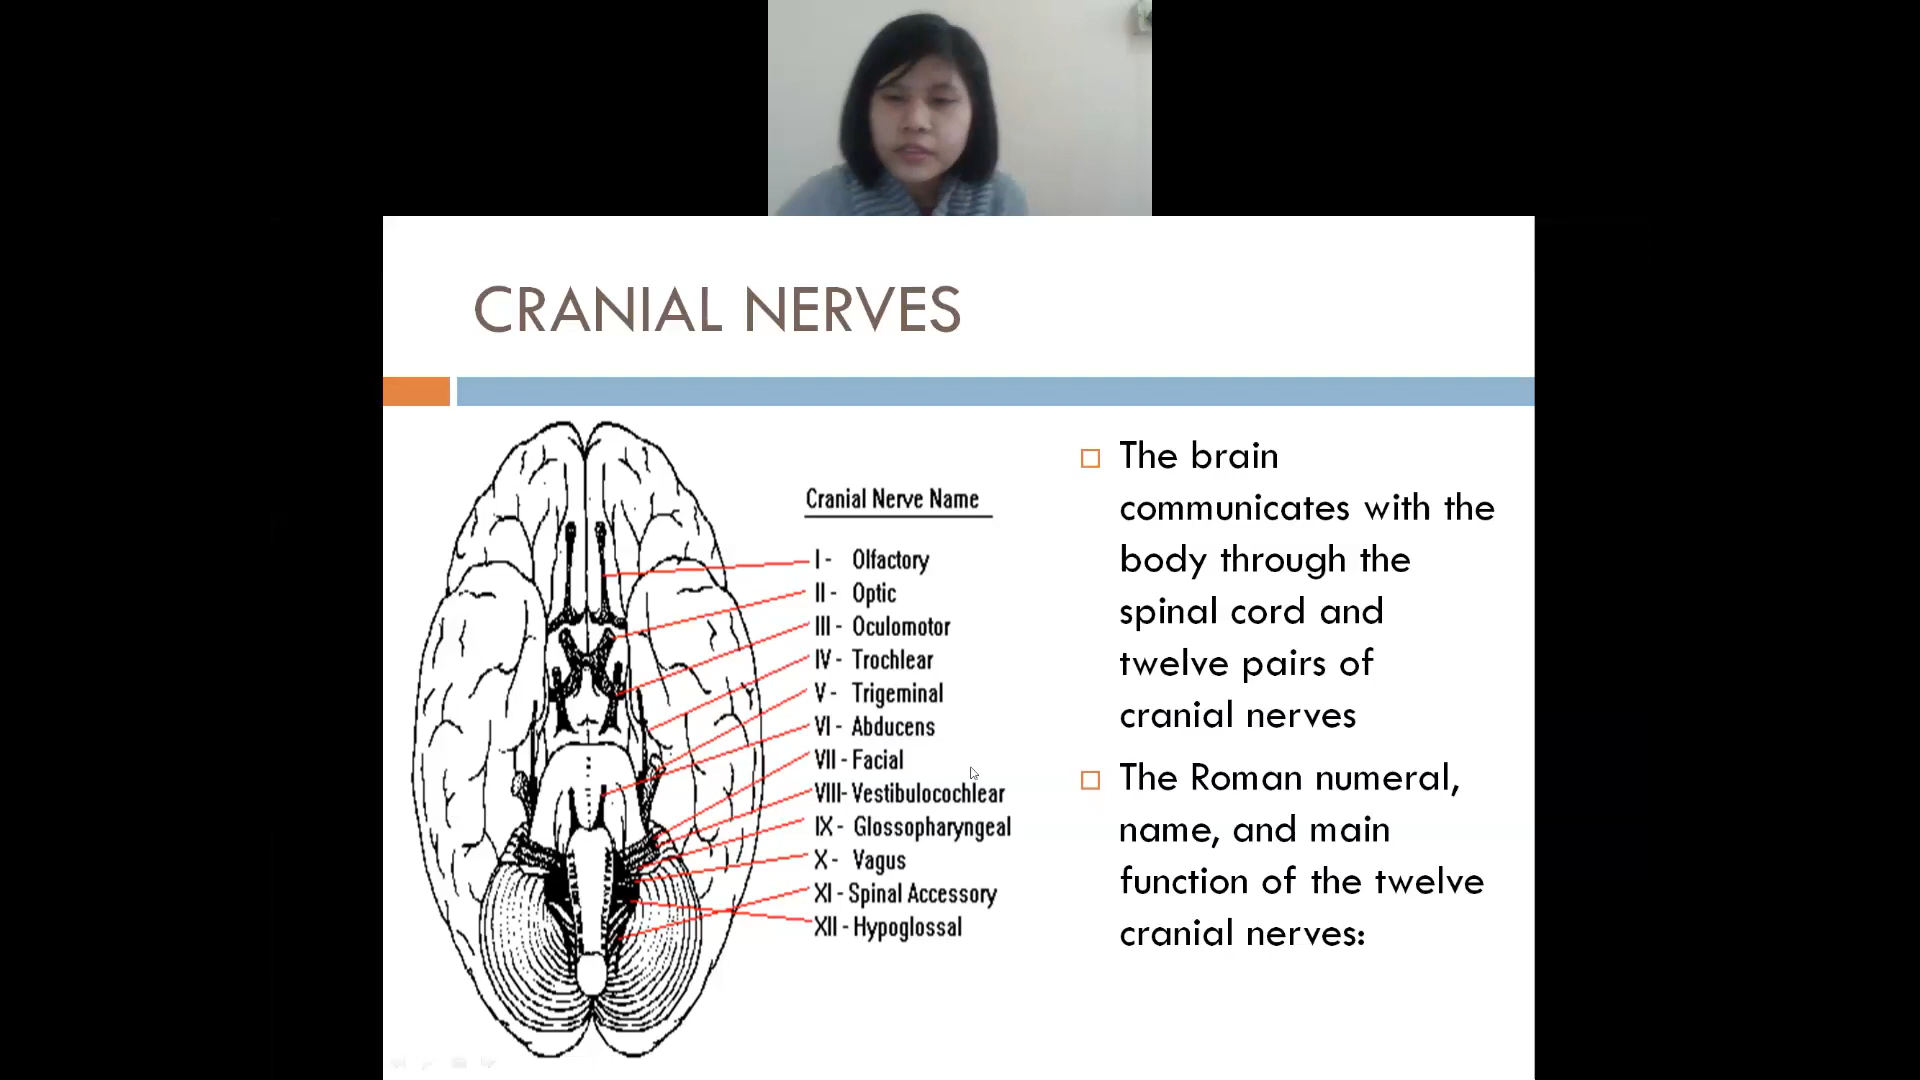 CRANIAL NERVES
Cranial Nerve Name
I - Olfactory
II - Optic
III - Oculomotor
IV - Trochlear
V - Trigeminal
VI - Abducens
VII - Facial
VIII- Vestibulocochlear
IX - Glossopharyngeal
X - Vagus
XI - Spinal Accessory
XII - Hypoglossal
The brain
communicates with the
body through the
spinal cord and
twelve pairs of
cranial nerves
The Roman numeral,
name, and main
function of the twelve
cranial nerves: